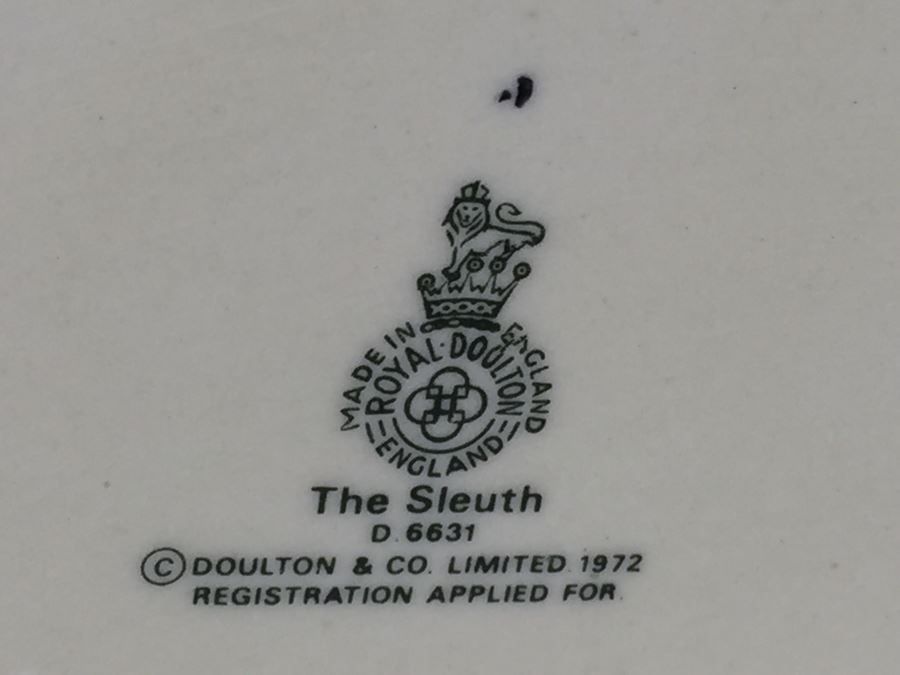 MADE IN ENGLAND
ROYAL·DOULTON
ENGLAND
The Sleuth
D. 6631
© DOULTON & CO. LIMITED. 1972
REGISTRATION APPLIED FOR.